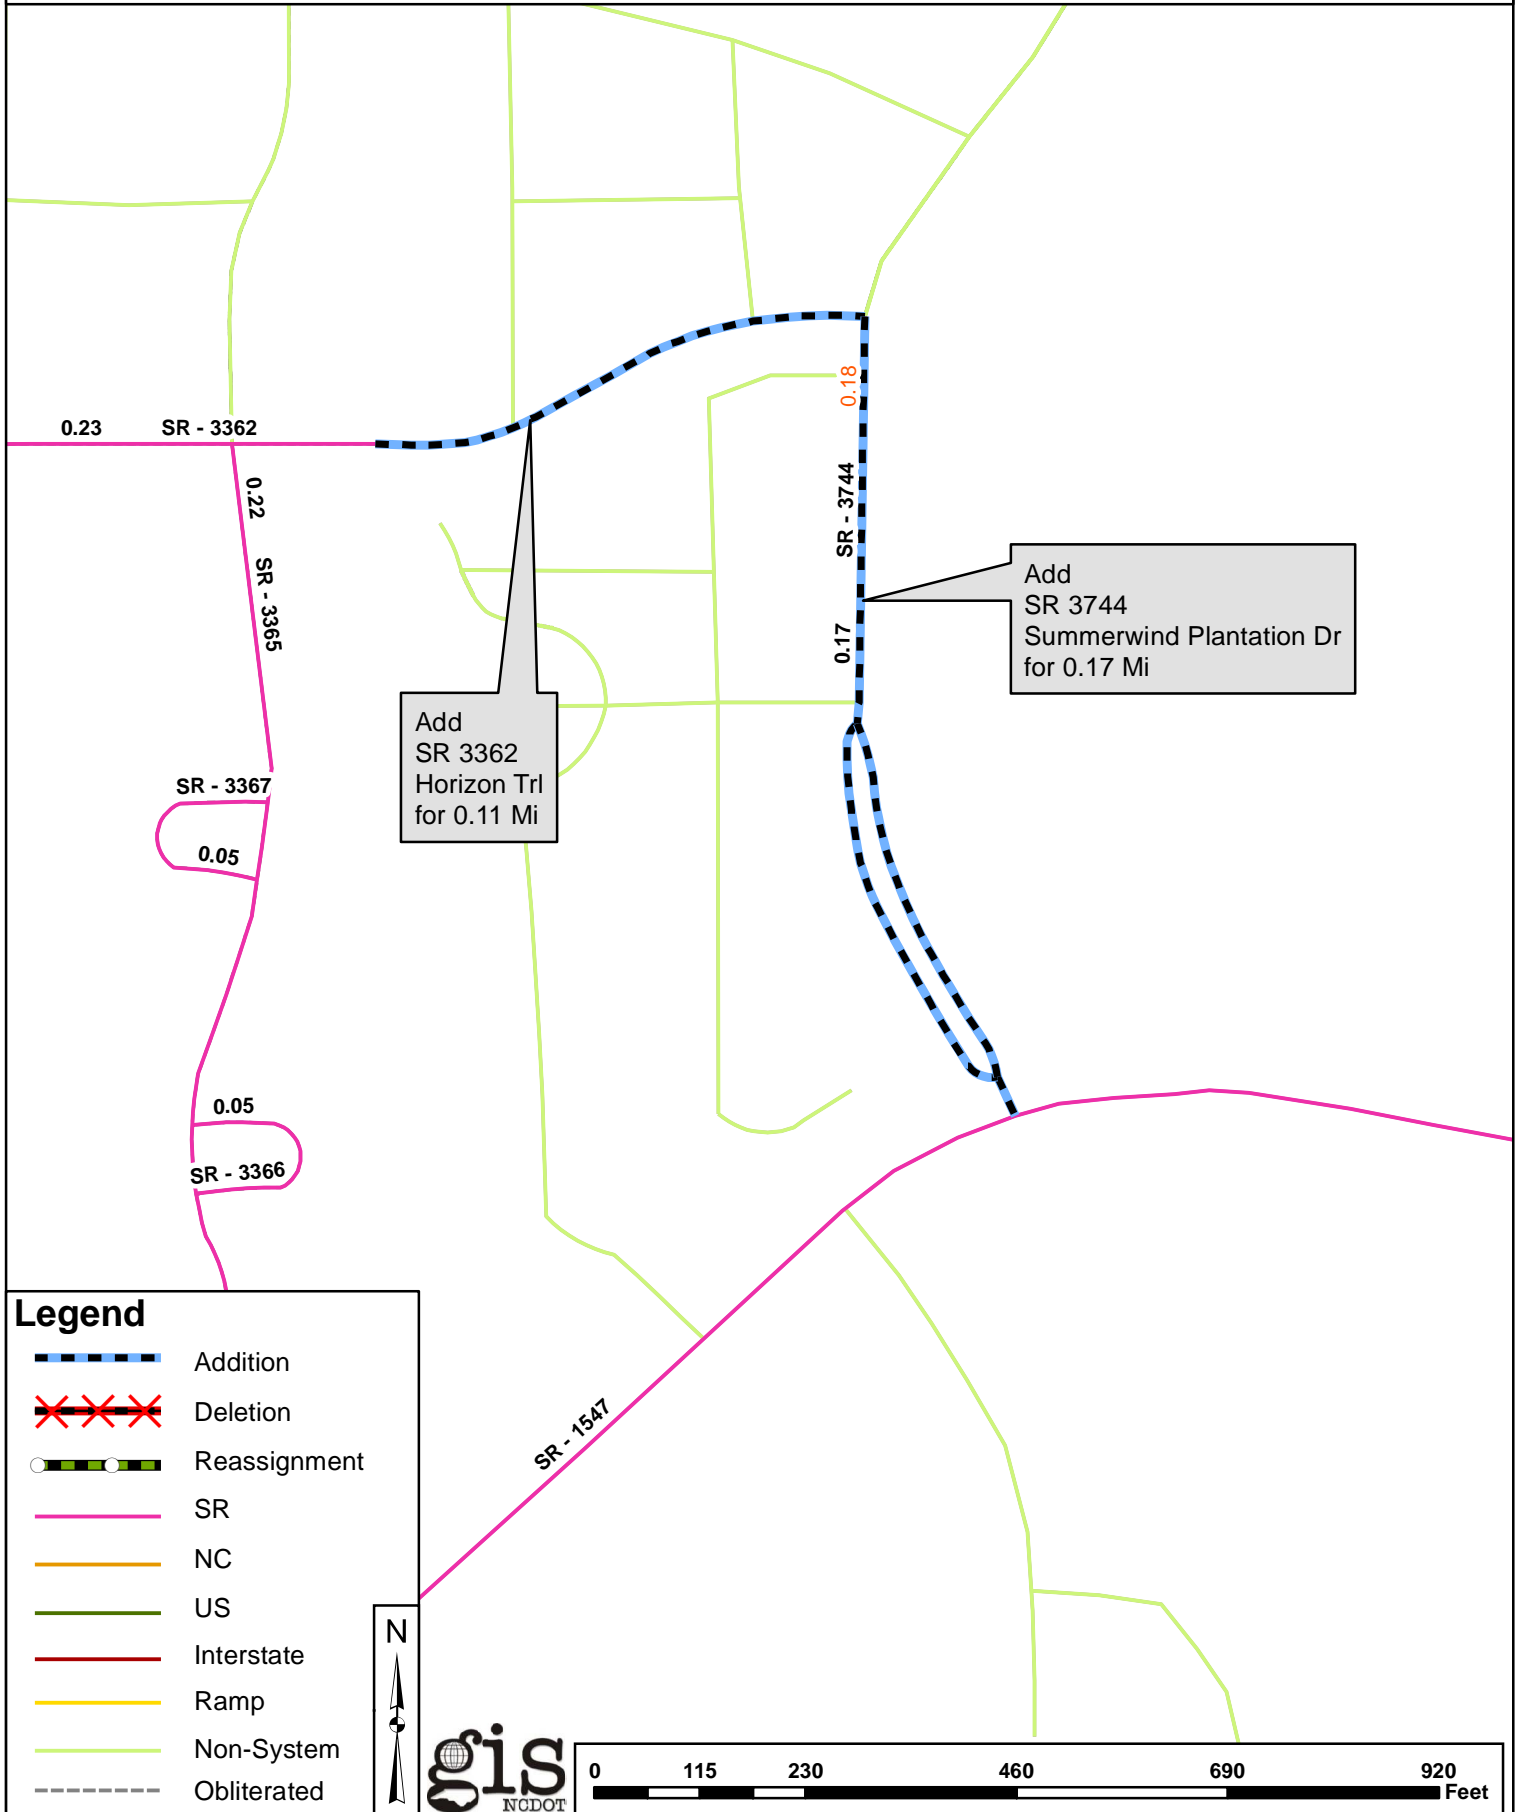 0.18
0.23 SR - 3362
SR - 3744
0.22
SR - 3365
Add
SR 3744
Summerwind Plantation Dr
for 0.17 Mi
0.17
Add
SR 3362
Horizon Trl
for 0.11 Mi
SR - 3367
0.05
0.05
SR - 3366
SR - 1547
Legend
Addition
Deletion
Reassignment
SR
NC
US
Interstate
Ramp
Non-System
Obliterated
N
gis
NCDOT
0 115 230 460 690 920
Feet